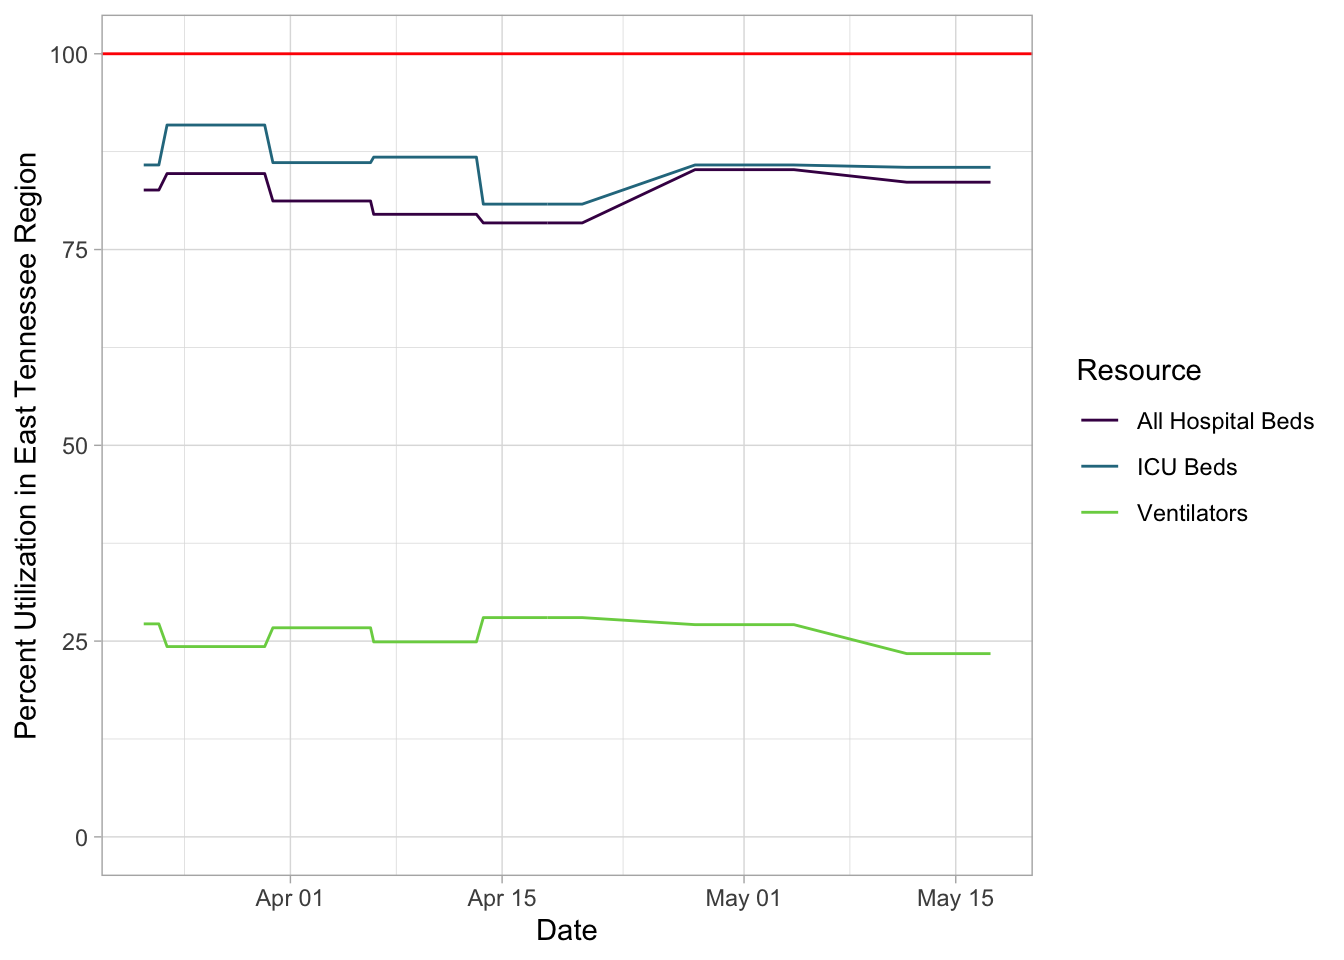 Percent Utilization in East Tennessee Region
100
75
50
25
0
Apr 01
Apr 15
May 01
May 15
Date
Resource
All Hospital Beds
ICU Beds
Ventilators